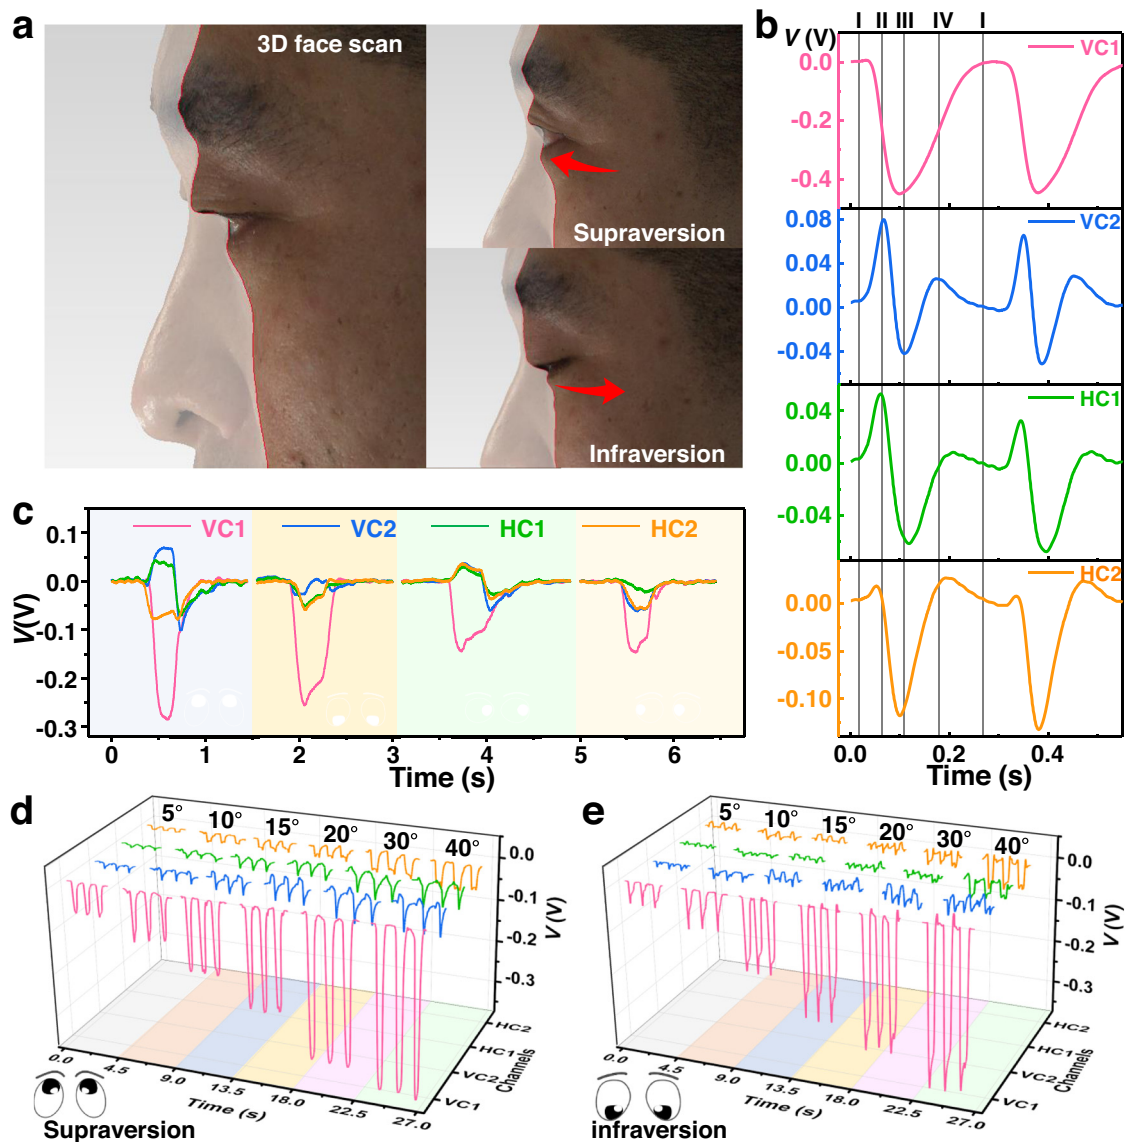 a
3D face scan
Supraversion
Infraversion
b
I II III IV I
V (V)
VC1
0.0
-0.2
-0.4
VC2
0.08
0.04
0.00
-0.04
HC1
0.04
0.00
-0.04
HC2
0.00
-0.05
-0.10
0.0 0.2 0.4
Time (s)
c
VC1 VC2 HC1 HC2
0.1
0.0
-0.1
-0.2
-0.3
V(V)
0 1 2 3 4 5 6
Time (s)
d
5° 10° 15° 20° 30° 40°
0.0
-0.1
-0.2
-0.3
V (V)
HC2
HC1
VC2
VC1
Channels
0.0 4.5 9.0 13.5 18.0 22.5 27.0
Time (s)
Supraversion
e
5° 10° 15° 20° 30° 40°
0.0
-0.1
-0.2
-0.3
V (V)
HC2
HC1
VC2
VC1
Channels
0.0 4.5 9.0 13.5 18.0 22.5 27.0
Time (s)
infraversion